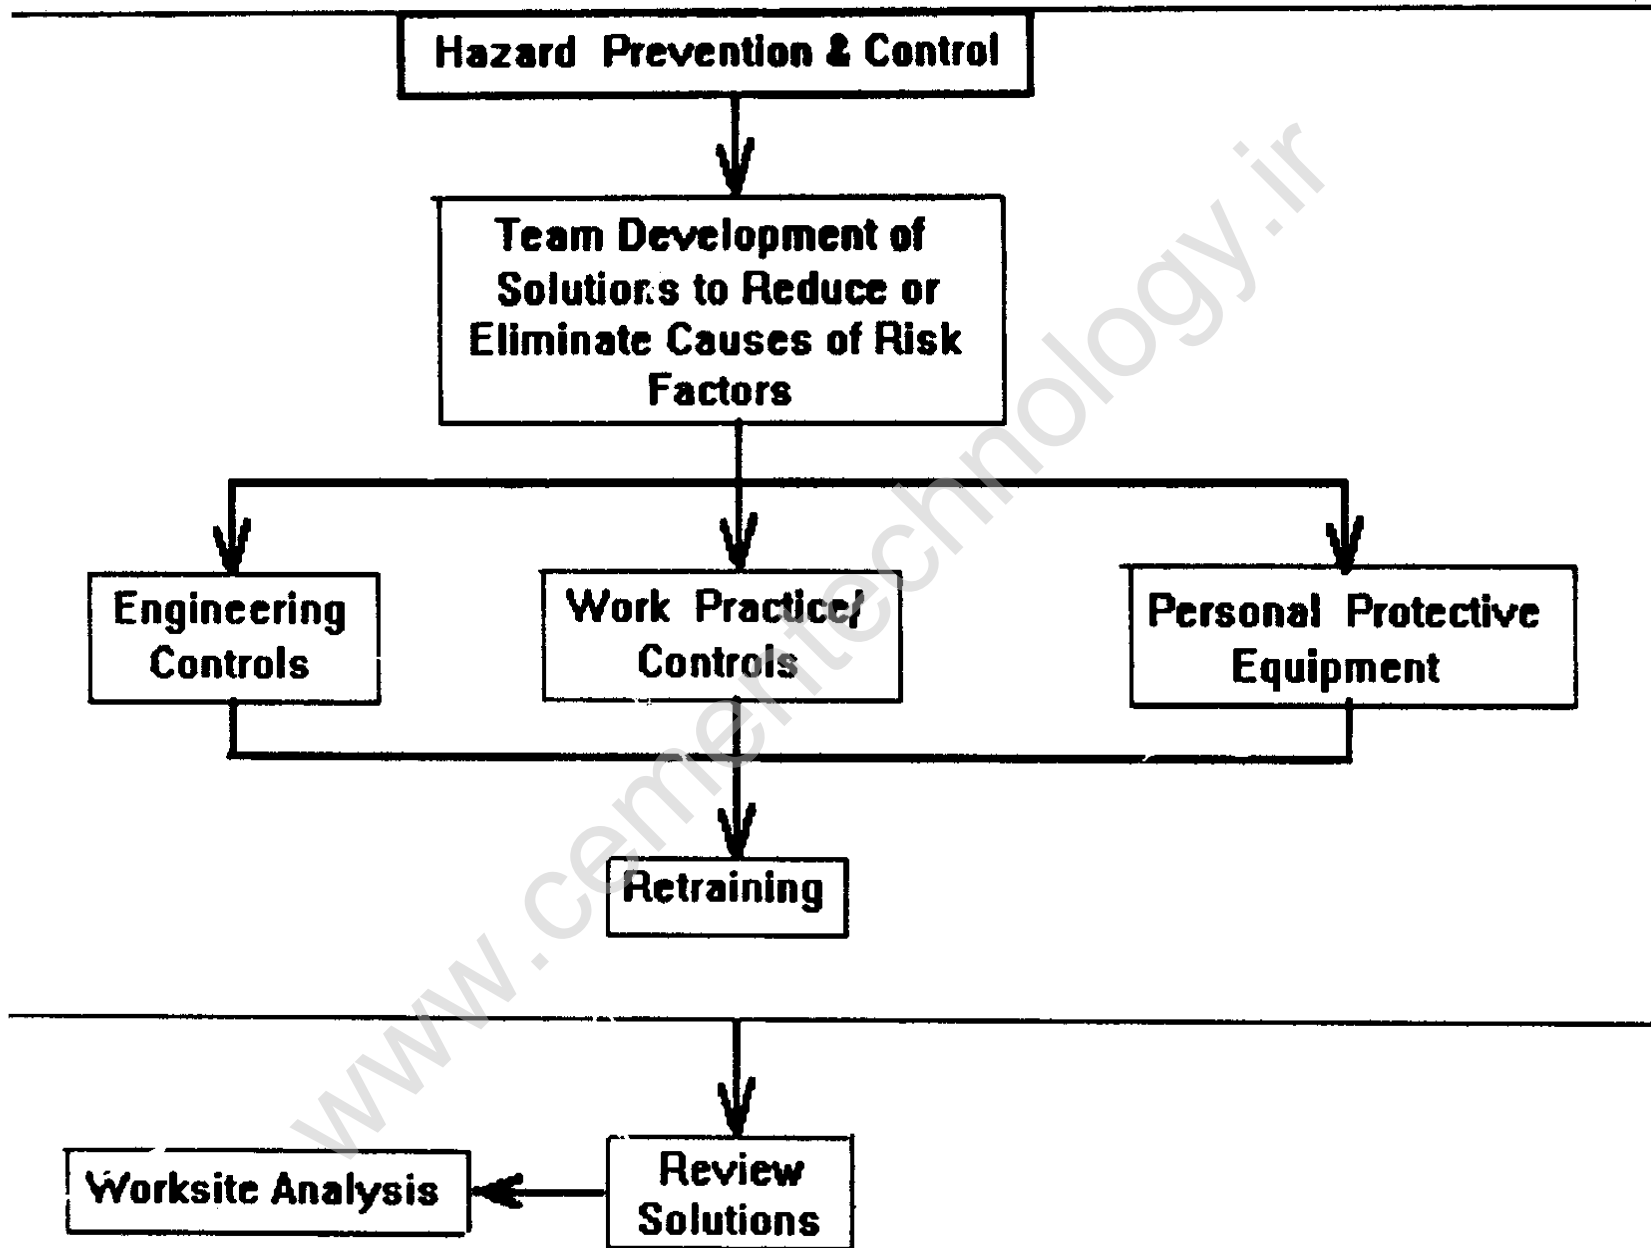 Hazard Prevention & Control
Team Development of
Solutions to Reduce or
Eliminate Causes of Risk
Factors
Engineering
Controls
Work Practice/
Controls
Personal Protective
Equipment
Retraining
Worksite Analysis
Review
Solutions
www.cementechnology.ir